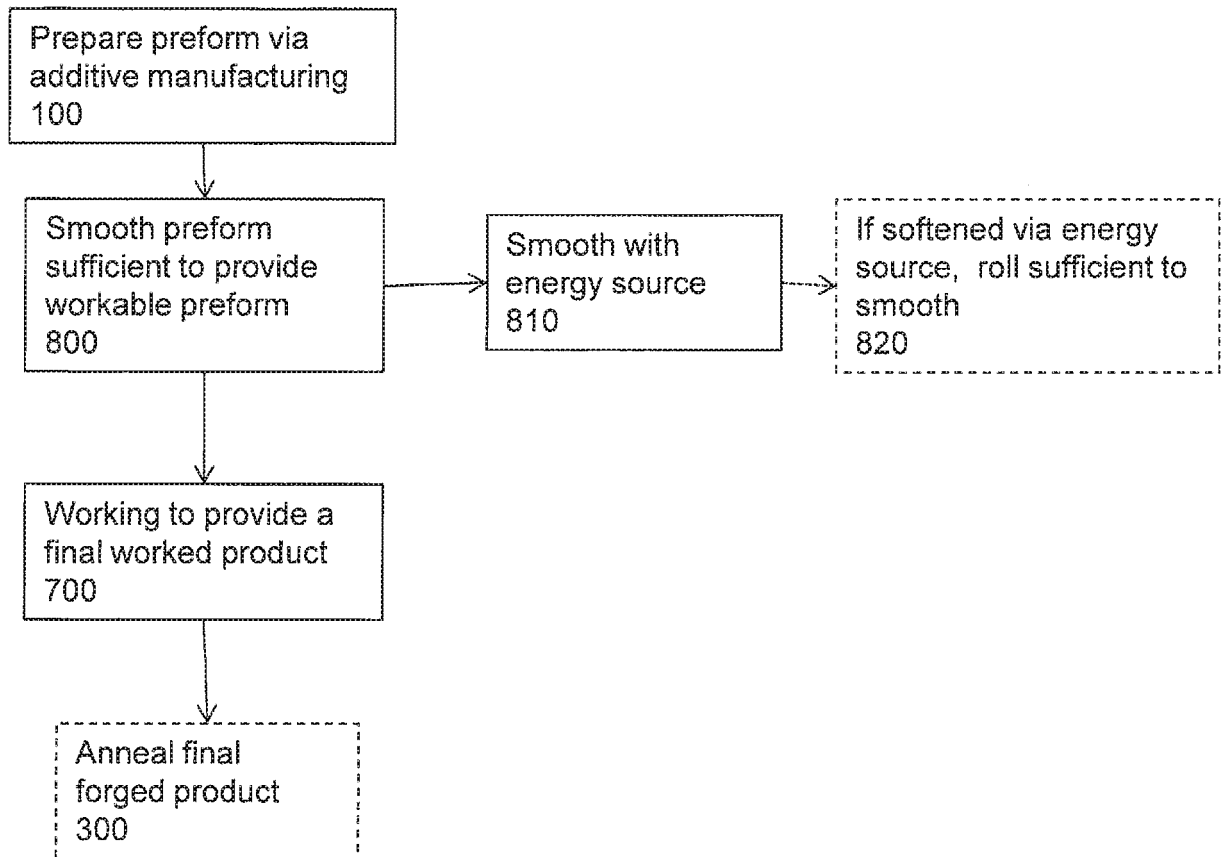 Prepare preform via
additive manufacturing
100
Smooth preform
sufficient to provide
workable preform
800
Smooth with
energy source
810
If softened via energy
source, roll sufficient to
smooth
820
Working to provide a
final worked product
700
Anneal final
forged product
300